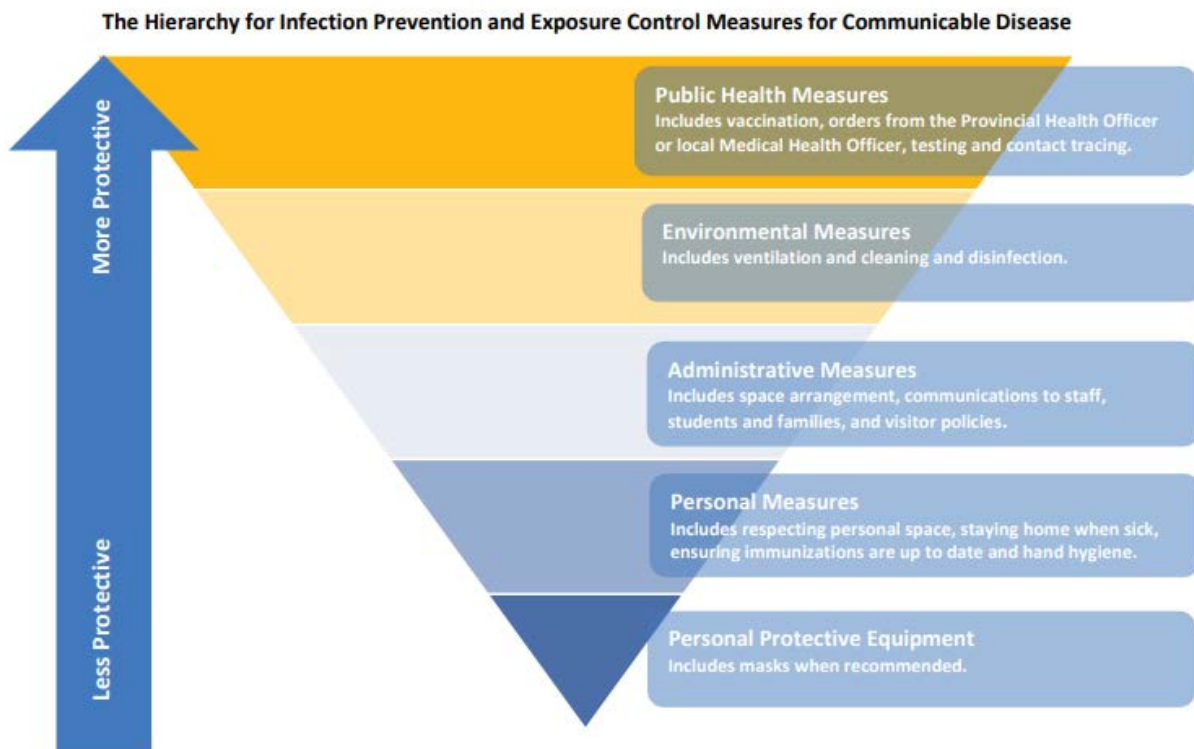 The Hierarchy for Infection Prevention and Exposure Control Measures for Communicable Disease
More Protective
Less Protective
Public Health Measures
Includes vaccination, orders from the Provincial Health Officer
or local Medical Health Officer, testing and contact tracing.
Environmental Measures
Includes ventilation and cleaning and disinfection.
Administrative Measures
Includes space arrangement, communications to staff,
students and families, and visitor policies.
Personal Measures
Includes respecting personal space, staying home when sick,
ensuring immunizations are up to date and hand hygiene.
Personal Protective Equipment
Includes masks when recommended.